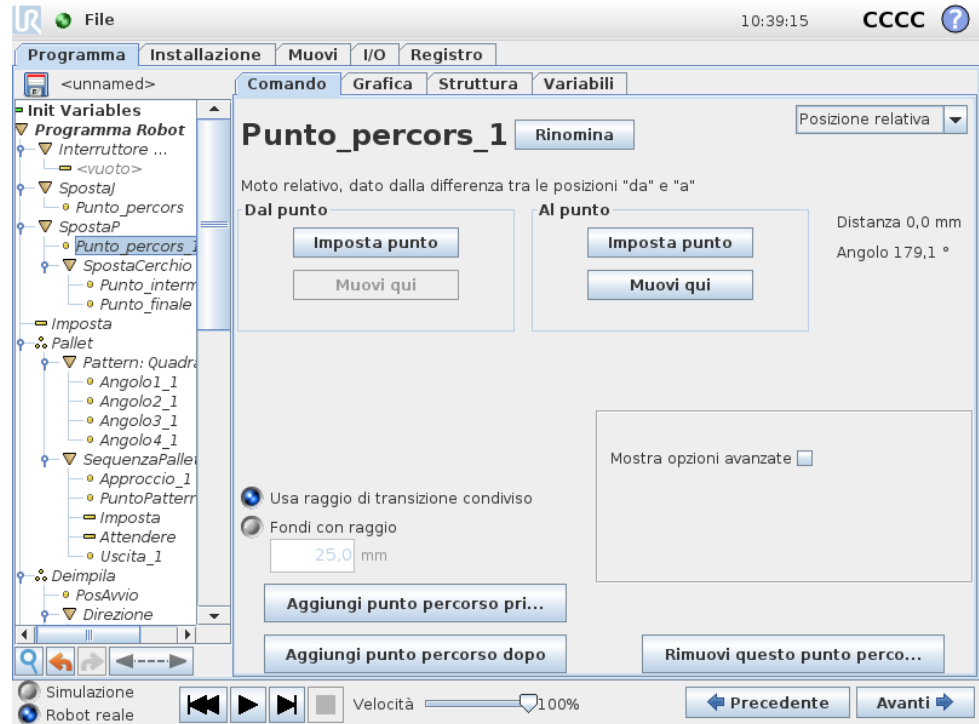 UR File 10:39:15 CCCC ?
Programma Installazione Muovi I/O Registro
<unnamed>
Comando Grafica Struttura Variabili
Init Variables
Programma Robot
Interruttore ...
<vuoto>
SpostaJ
Punto_percors
SpostaP
Punto_percors_1
SpostaCerchio
Punto_interm
Punto_finale
Imposta
Pallet
Pattern: Quadra
Angolo1_1
Angolo2_1
Angolo3_1
Angolo4_1
SequenzaPallet
Approccio_1
PuntoPattern
Imposta
Attendere
Uscita_1
Deimpila
PosAvvio
Direzione
Punto_percors_1 Rinomina
Posizione relativa
Moto relativo, dato dalla differenza tra le posizioni "da" e "a"
Dal punto
Imposta punto
Muovi qui
Al punto
Imposta punto
Muovi qui
Distanza 0,0 mm
Angolo 179,1 °
Mostra opzioni avanzate
Usa raggio di transizione condiviso
Fondi con raggio
25,0 mm
Aggiungi punto percorso pri...
Aggiungi punto percorso dopo
Rimuovi questo punto perco...
Simulazione
Robot reale
Velocità 100%
Precedente
Avanti